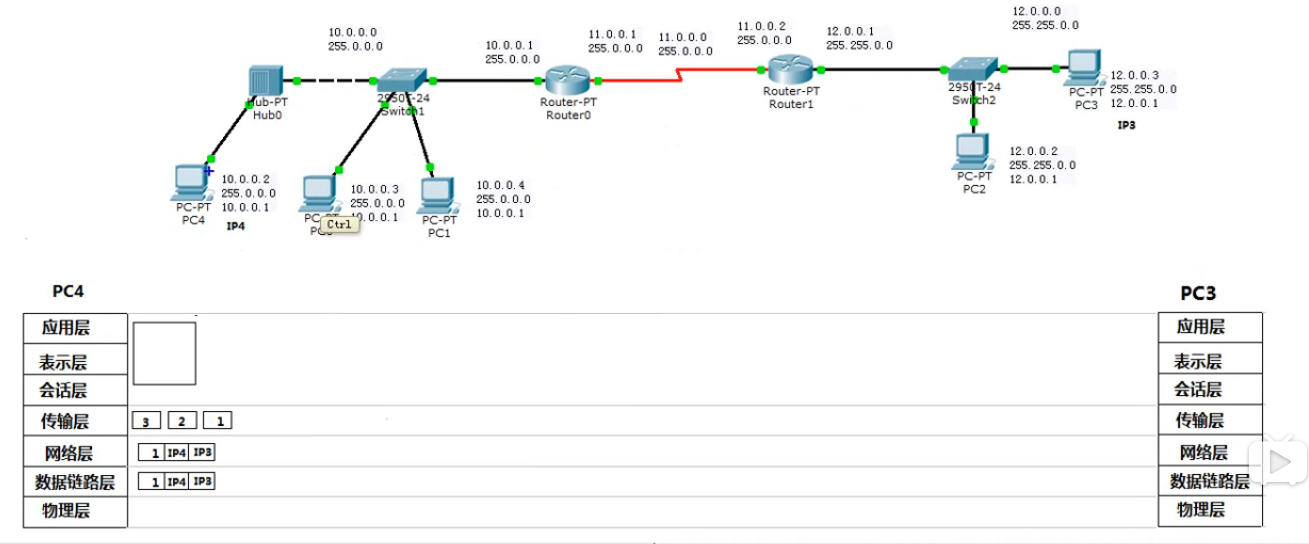 12.0.0.0
255.255.0.0
10.0.0.0
255.0.0.0
10.0.0.1
255.0.0.0
11.0.0.1
255.0.0.0
11.0.0.0
255.0.0.0
11.0.0.2
255.0.0.0
12.0.0.1
255.255.0.0
Hub-PT
Hub0
2950T-24
Switch1
Router-PT
Router0
Router-PT
Router1
2950T-24
Switch2
PC-PT
PC3
12.0.0.3
255.255.0.0
12.0.0.1
IP3
PC-PT
PC4
10.0.0.2
255.0.0.0
10.0.0.1
IP4
10.0.0.3
255.0.0.0
10.0.0.1
Ctrl
PC-PT
PC1
10.0.0.4
255.0.0.0
10.0.0.1
PC-PT
PC2
12.0.0.2
255.255.0.0
12.0.0.1
PC4
PC3
应用层
应用层
表示层
表示层
会话层
会话层
传输层
3 2 1
传输层
网络层
1 IP4 IP3
网络层
数据链路层
1 IP4 IP3
数据链路层
物理层
物理层